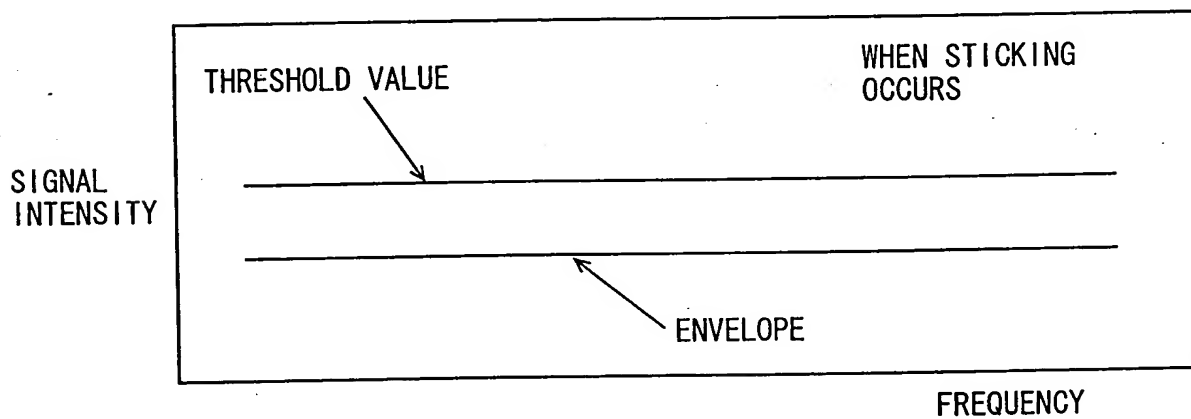 WHEN STICKING
OCCURS
THRESHOLD VALUE
SIGNAL
INTENSITY
ENVELOPE
FREQUENCY